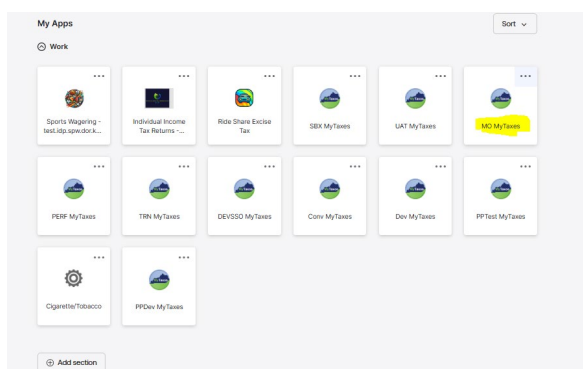 My Apps
Sort
Work
Sports Wagering -
test.idp.spw.dor.k...
Individual Income
Tax Returns -...
Ride Share Excise
Tax
SBX MyTaxes
UAT MyTaxes
MO MyTaxes
PERF MyTaxes
TRN MyTaxes
DEVSSO MyTaxes
Conv MyTaxes
Dev MyTaxes
PPTest MyTaxes
Cigarette/Tobacco
PPDev MyTaxes
Add section